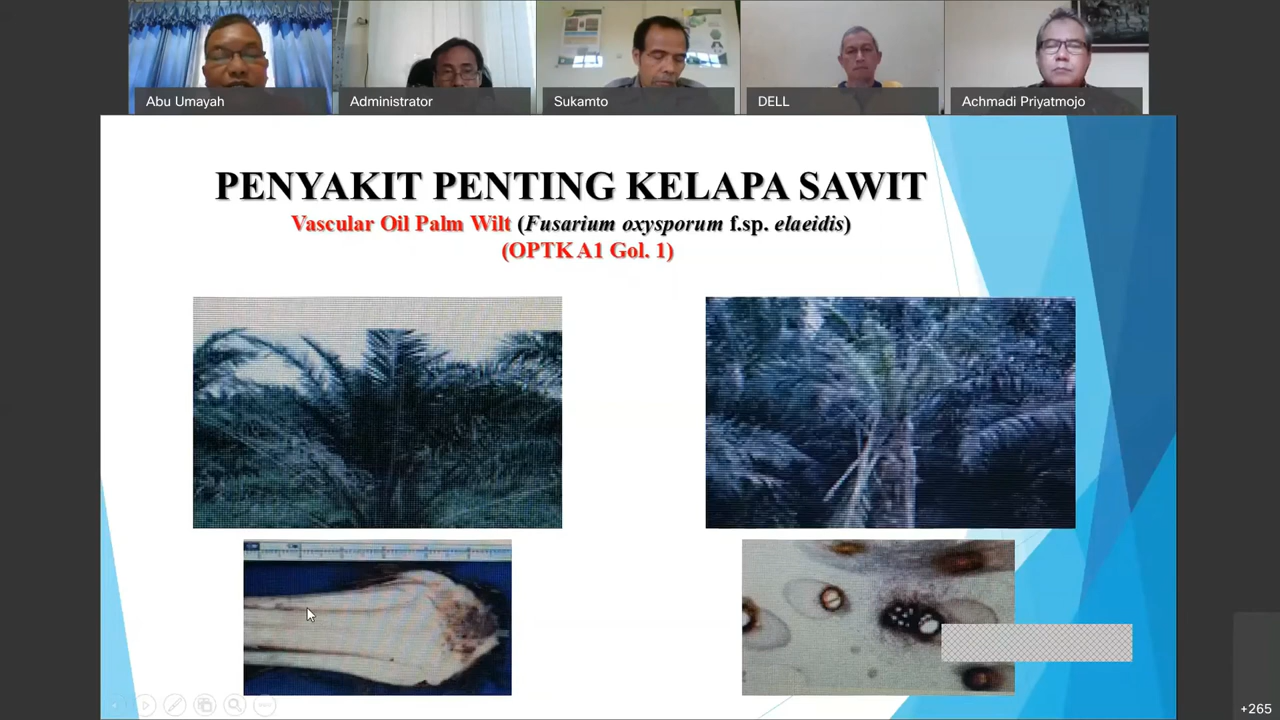 Abu Umayah
Administrator
Sukamto
DELL
Achmadi Priyatmojo
PENYAKIT PENTING KELAPA SAWIT
Vascular Oil Palm Wilt (Fusarium oxysporum f.sp. elaeidis)
(OPTK A1 Gol. 1)
+265